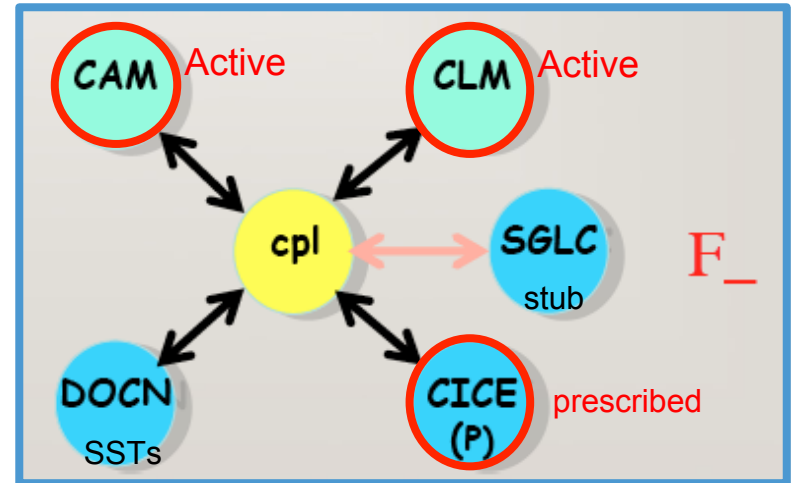 CAM
Active
CLM
Active
cpl
SGLC
stub
F_
DOCN
SSTs
CICE
(P)
prescribed